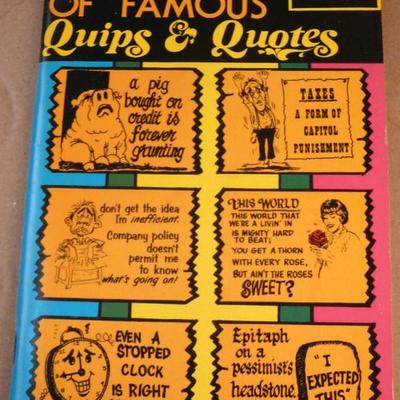 OF FAMOUS
Quips & Quotes
a pig
bought on
credit is
forever
grunting
TAXES
A FORM OF
CAPITOL
PUNISHMENT
don't get the idea
I'm inefficient.
Company policy
doesn't
permit me
to know
what's going on!
THIS WORLD
THIS WORLD THAT
WE'RE A LIVIN' IN
IS MIGHTY HARD
TO BEAT;
YOU GET A THORN
WITH EVERY ROSE,
BUT AIN'T THE ROSES
SWEET?
EVEN A
STOPPED
CLOCK
IS RIGHT
Epitaph
on a
pessimist's
headstone.
"I
EXPECTED
THIS"